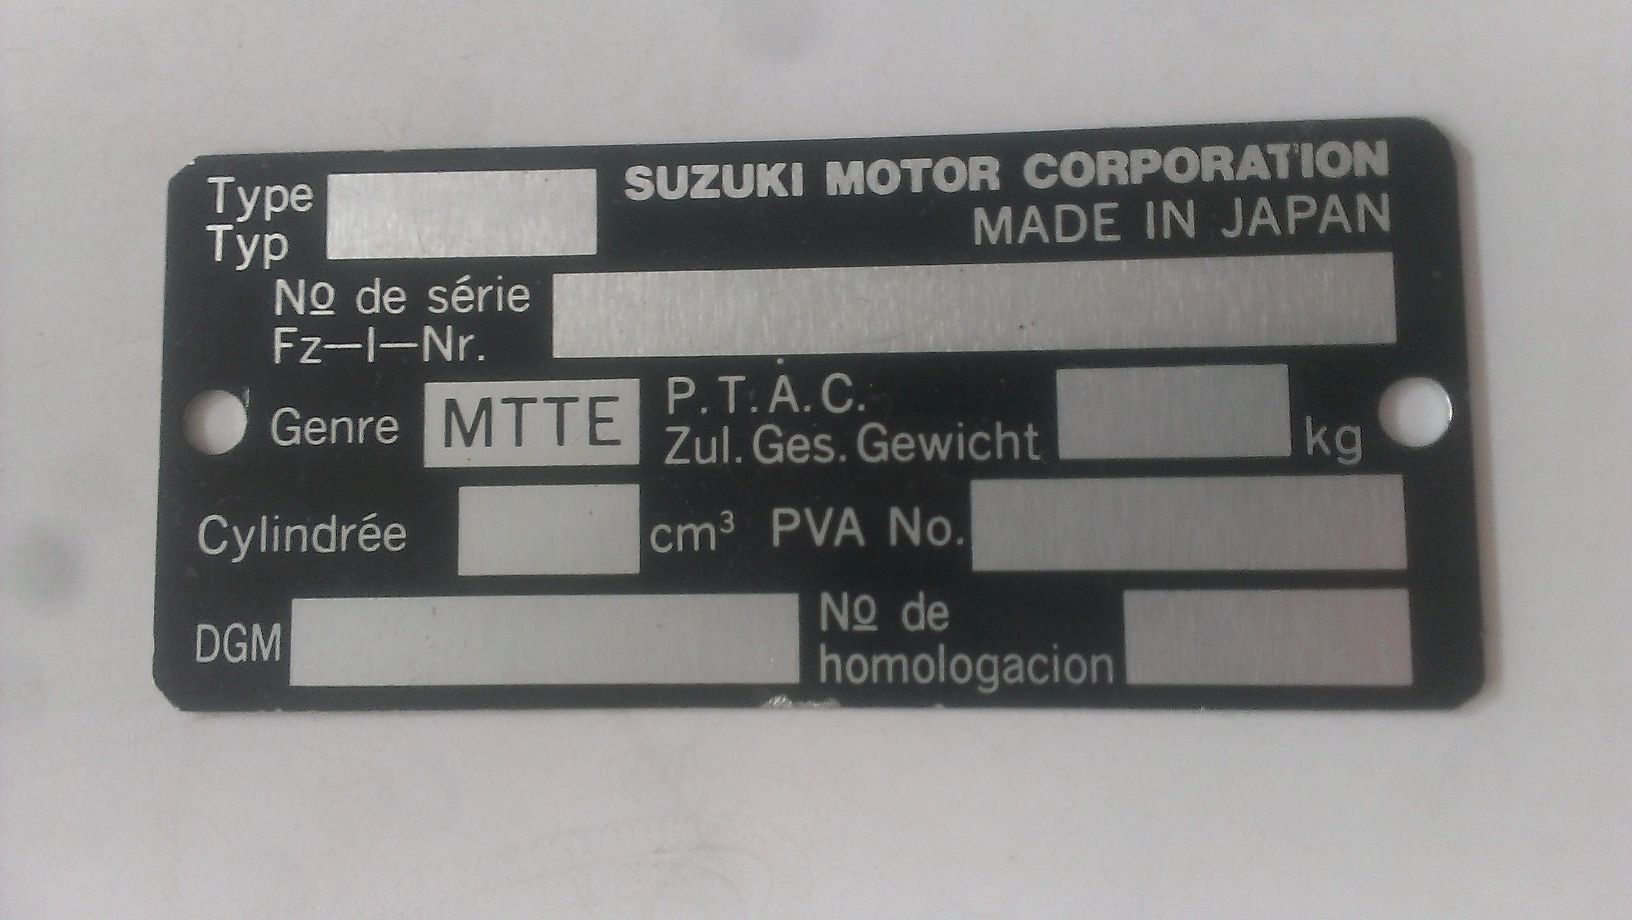 Type SUZUKI MOTOR CORPORATION
Typ MADE IN JAPAN
Nº de série
Fz—I—Nr.
Genre MTTE P.T.A.C.
Zul. Ges. Gewicht kg
Cylindrée cm³ PVA No.
DGM Nº de
homologacion